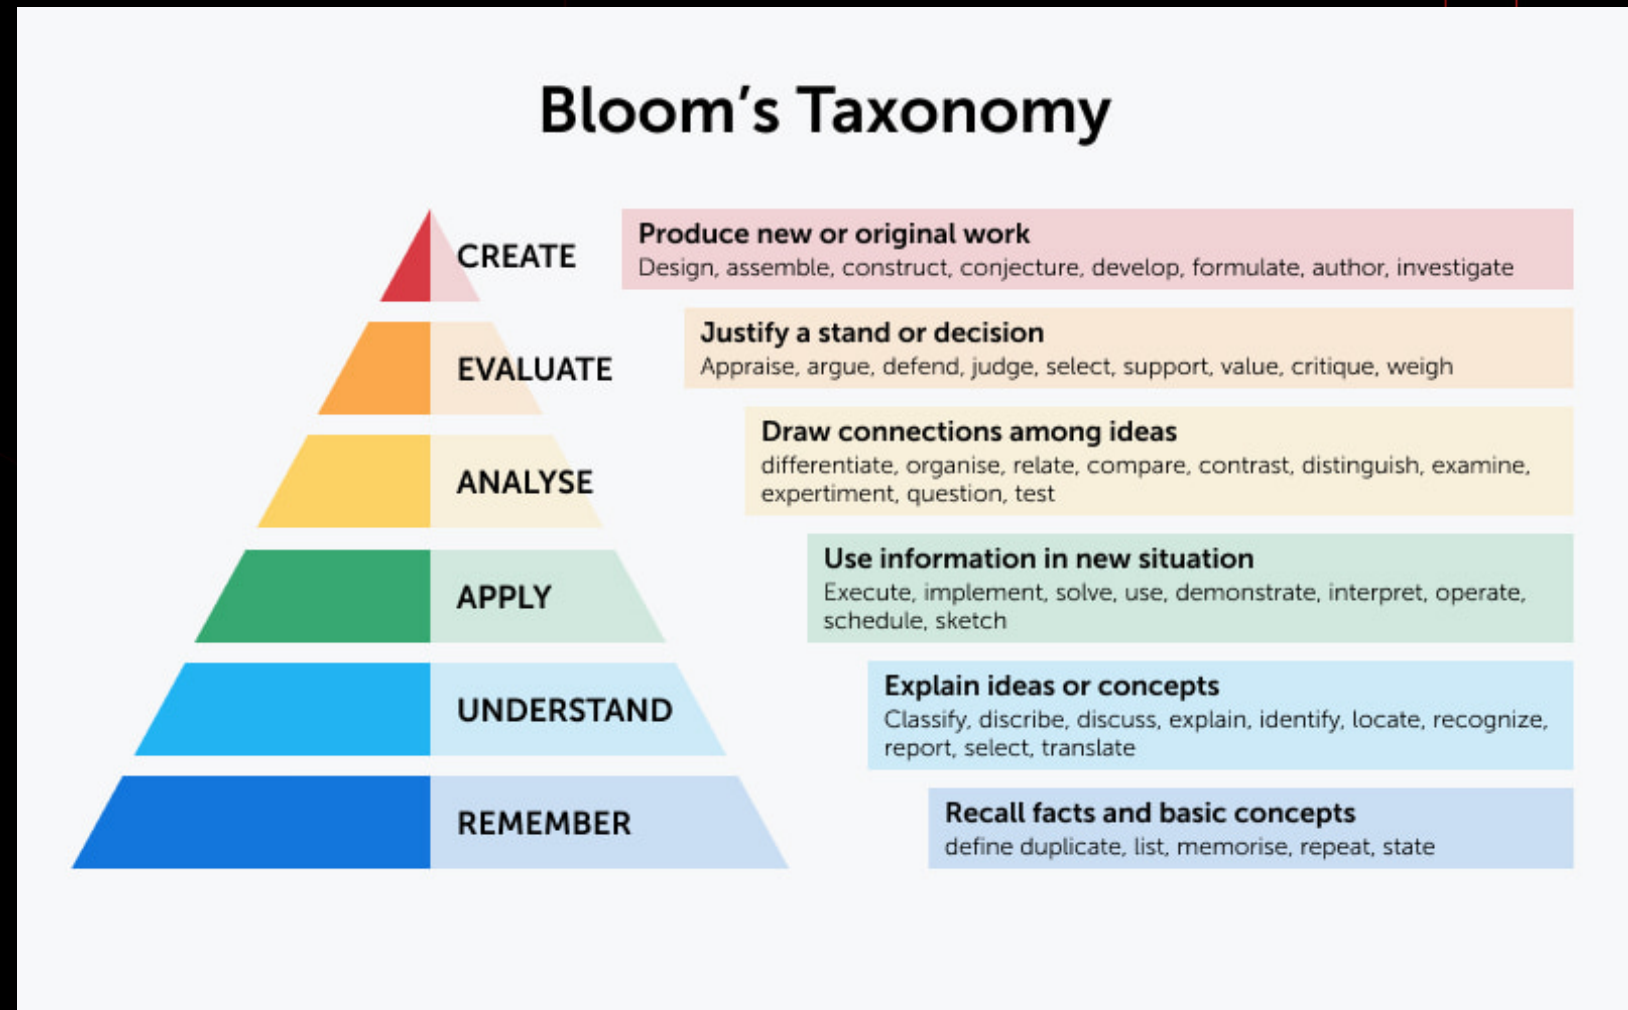 Bloom's Taxonomy
CREATE
Produce new or original work
Design, assemble, construct, conjecture, develop, formulate, author, investigate
EVALUATE
Justify a stand or decision
Appraise, argue, defend, judge, select, support, value, critique, weigh
ANALYSE
Draw connections among ideas
differentiate, organise, relate, compare, contrast, distinguish, examine,
expertiment, question, test
APPLY
Use information in new situation
Execute, implement, solve, use, demonstrate, interpret, operate,
schedule, sketch
UNDERSTAND
Explain ideas or concepts
Classify, discribe, discuss, explain, identify, locate, recognize,
report, select, translate
REMEMBER
Recall facts and basic concepts
define duplicate, list, memorise, repeat, state